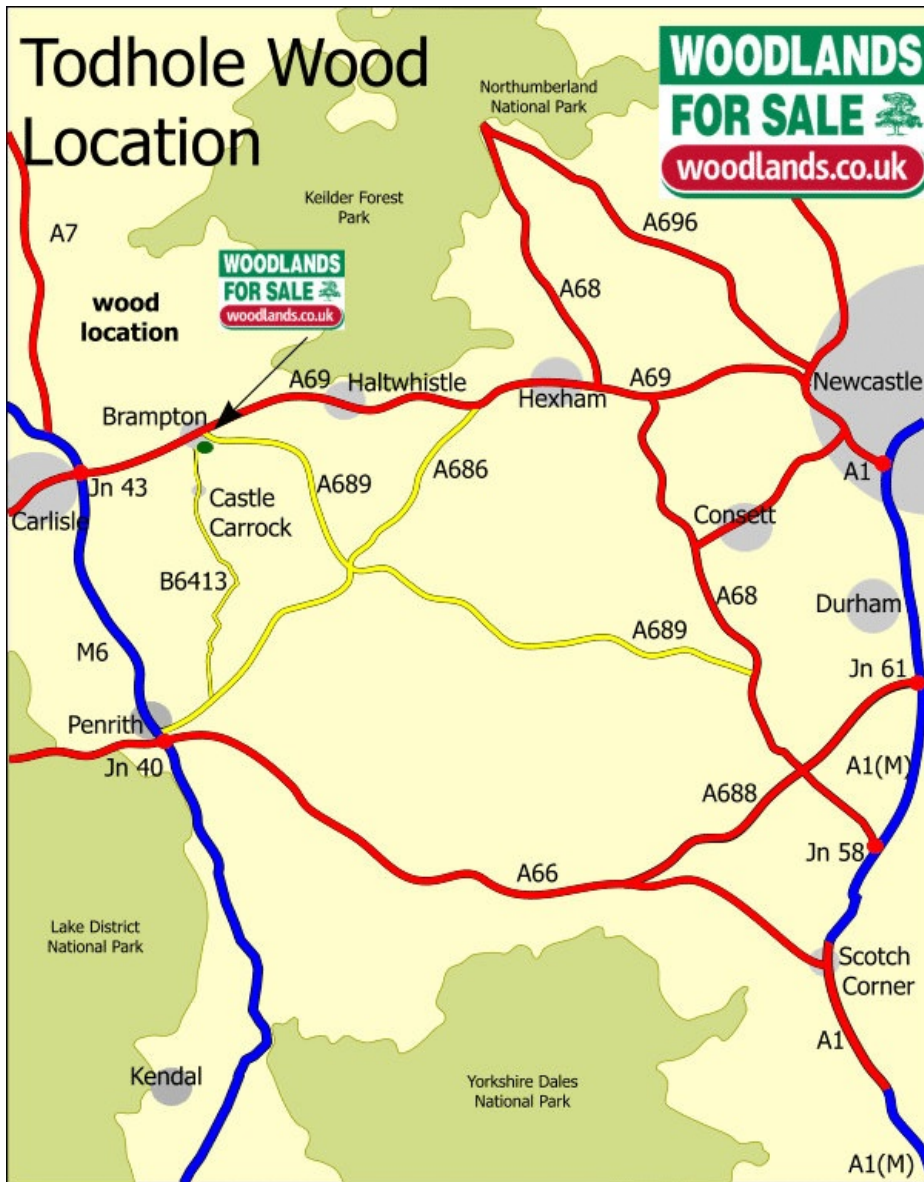 Todhole Wood
Location
WOODLANDS
FOR SALE
woodlands.co.uk
Northumberland
National Park
Keilder Forest
Park
A7
A696
A68
WOODLANDS
FOR SALE
woodlands.co.uk
wood
location
A69
Haltwhistle
Hexham
A69
Newcastle
Brampton
Jn 43
Carlisle
A689
A686
Castle
Carrock
A1
Consett
B6413
A68
Durham
A689
M6
Jn 61
Penrith
Jn 40
A1(M)
A688
Jn 58
A66
Lake District
National Park
Scotch
Corner
A1
Kendal
Yorkshire Dales
National Park
A1(M)